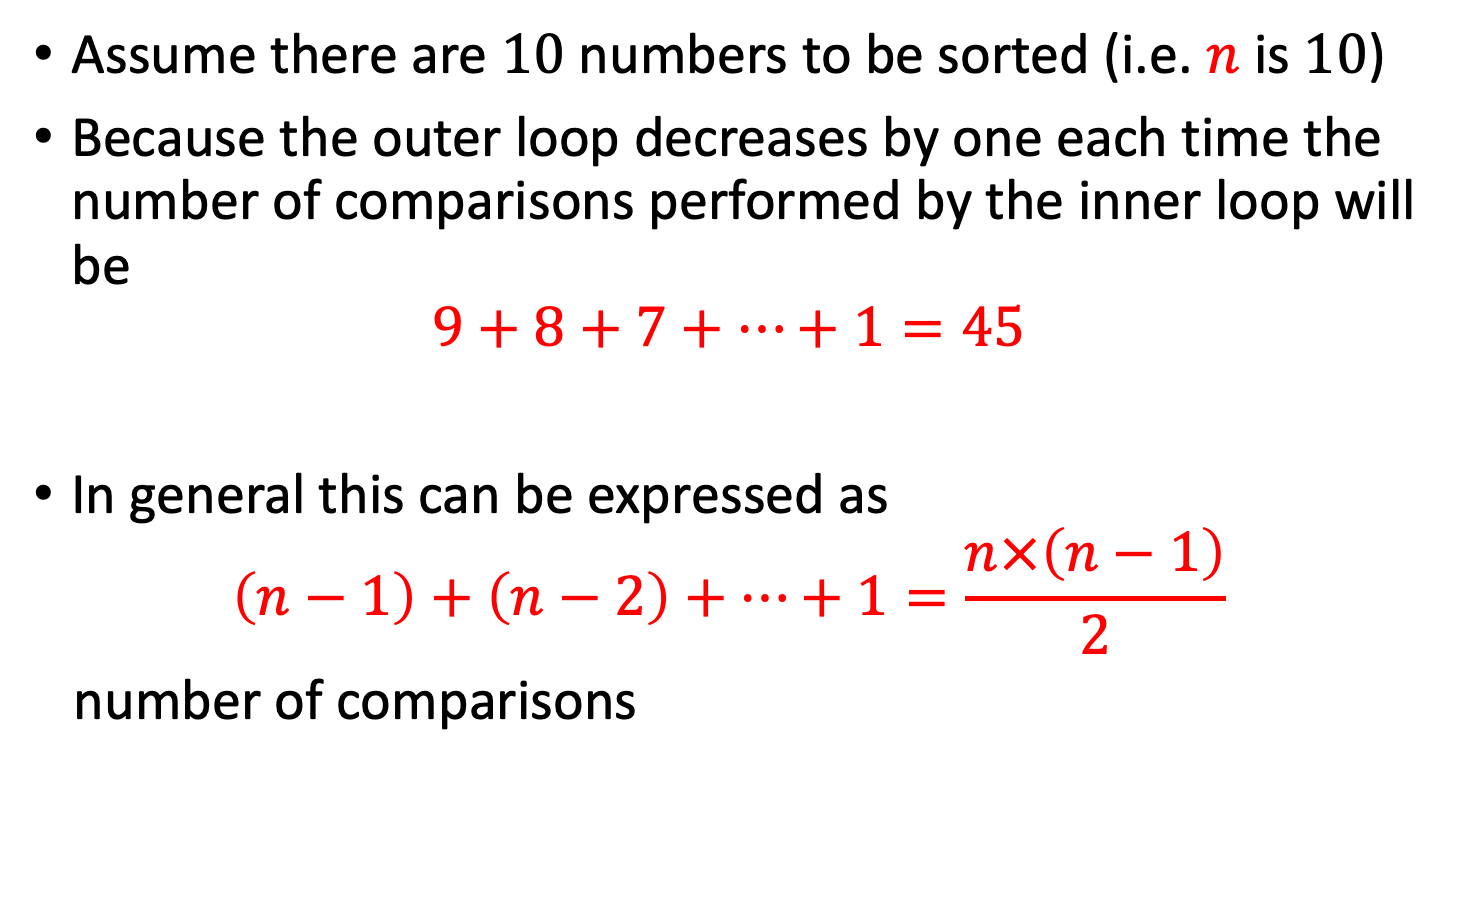 • Assume there are 10 numbers to be sorted (i.e. n is 10)
• Because the outer loop decreases by one each time the
number of comparisons performed by the inner loop will
be
9 + 8 + 7 + ⋯ + 1 = 45
• In general this can be expressed as
(n − 1) + (n − 2) + ⋯ + 1 = n×(n − 1) / 2
number of comparisons